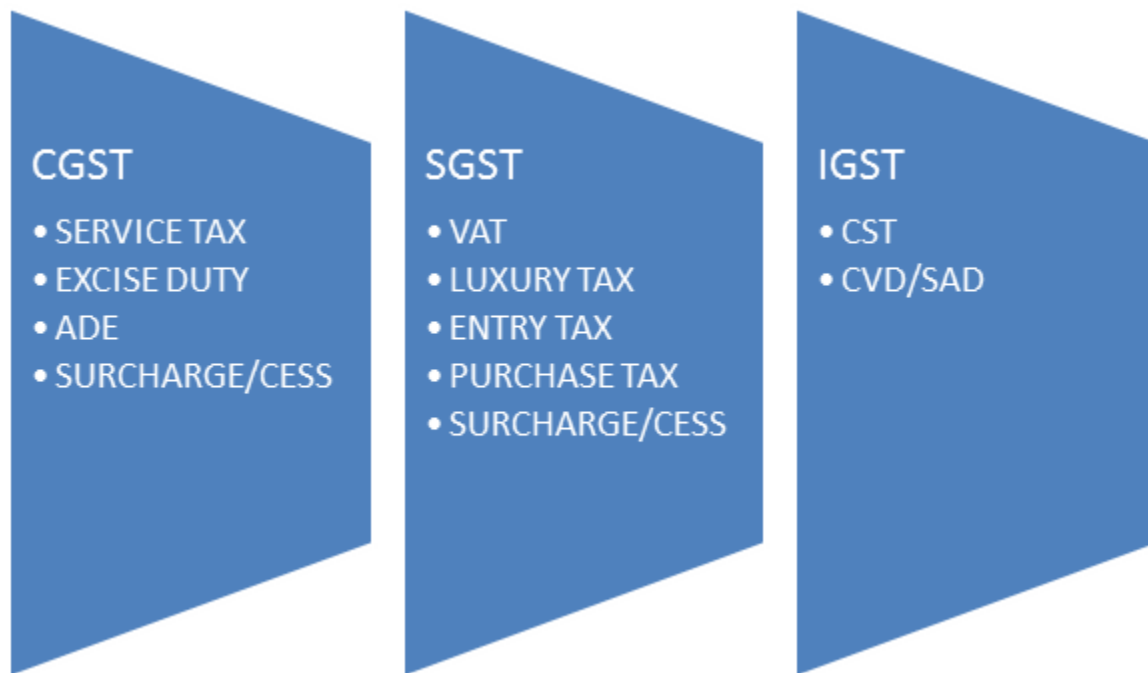 CGST
• SERVICE TAX
• EXCISE DUTY
• ADE
• SURCHARGE/CESS
SGST
• VAT
• LUXURY TAX
• ENTRY TAX
• PURCHASE TAX
• SURCHARGE/CESS
IGST
• CST
• CVD/SAD